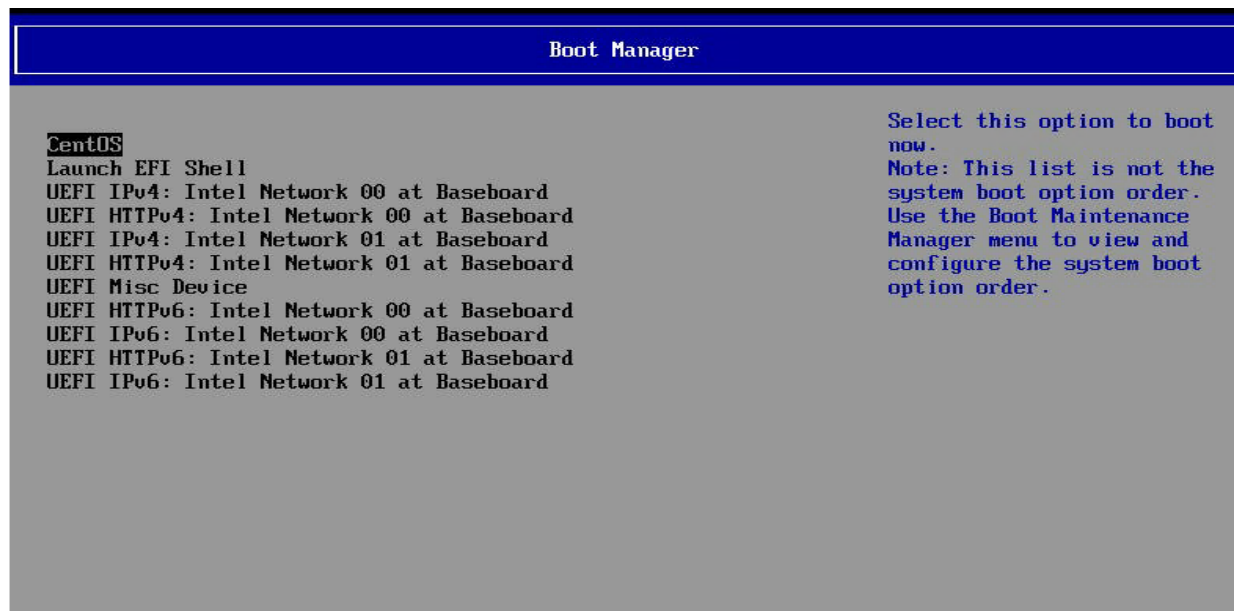 Boot Manager
CentOS
Launch EFI Shell
UEFI IPv4: Intel Network 00 at Baseboard
UEFI HTTPv4: Intel Network 00 at Baseboard
UEFI IPv4: Intel Network 01 at Baseboard
UEFI HTTPv4: Intel Network 01 at Baseboard
UEFI Misc Device
UEFI HTTPv6: Intel Network 00 at Baseboard
UEFI IPv6: Intel Network 00 at Baseboard
UEFI HTTPv6: Intel Network 01 at Baseboard
UEFI IPv6: Intel Network 01 at Baseboard
Select this option to boot
now.
Note: This list is not the
system boot option order.
Use the Boot Maintenance
Manager menu to view and
configure the system boot
option order.